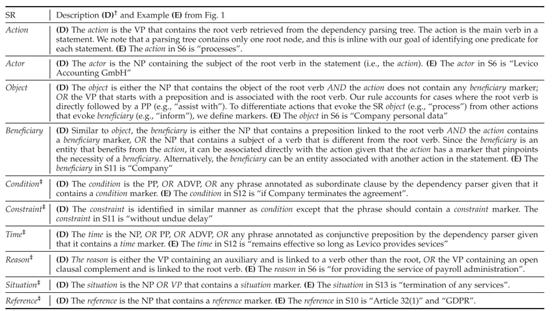 SR Description (D)† and Example (E) from Fig. 1
Action (D) The action is the VP that contains the root verb retrieved from the dependency parsing tree. The action is the main verb in a
statement. We note that a parsing tree contains only one root node, and this is inline with our goal of identifying one predicate for
each statement. (E) The action in S6 is “processes”.
Actor (D) The actor is the NP containing the subject of the root verb in the statement (i.e., the action). (E) The actor in S6 is “Levico
Accounting GmbH”
Object (D) The object is either the NP that contains the object of the root verb AND the action does not contain any beneficiary marker;
OR the VP that starts with a preposition and is associated with the root verb. Our rule accounts for cases where the root verb is
directly followed by a PP (e.g., “assist with”). To differentiate actions that evoke the SR object (e.g., “process”) from other actions
that evoke beneficiary (e.g., “inform”), we define markers. (E) The object in S6 is “Company personal data”
Beneficiary (D) Similar to object, the beneficiary is either the NP that contains a preposition linked to the root verb AND the action contains
a beneficiary marker, OR the NP that contains a subject of a verb that is different from the root verb. Since the beneficiary is an
entity that benefits from the action, it can be associated directly with the action given that the action has a marker that pinpoints
the necessity of a beneficiary. Alternatively, the beneficiary can be an entity associated with another action in the statement. (E) The
beneficiary in S11 is “Company”
Condition‡ (D) The condition is the PP, OR ADVP, OR any phrase annotated as subordinate clause by the dependency parser given that it
contains a condition marker. (E) The condition in S12 is “if Company terminates the agreement”.
Constraint‡ (D) The constraint is identified in similar manner as condition except that the phrase should contain a constraint marker. The
constraint in S11 is “without undue delay”
Time‡ (D) The time is the NP, OR PP, OR ADVP, OR any phrase annotated as conjunctive preposition by the dependency parser given
that it contains a time marker. (E) The time in S12 is “remains effective so long as Levico provides sevices”
Reason‡ (D) The reason is either the VP containing an auxiliary and is linked to a verb other than the root, OR the VP containing an open
clausal complement and is linked to the root verb. (E) The reason in S6 is “for providing the service of payroll administration”.
Situation‡ (D) The situation is the NP OR VP that contains a situation marker. (E) The situation in S13 is “termination of any services”.
Reference‡ (D) The reference is the NP that contains a reference marker. (E) The reference in S10 is “Article 32(1)” and “GDPR”.